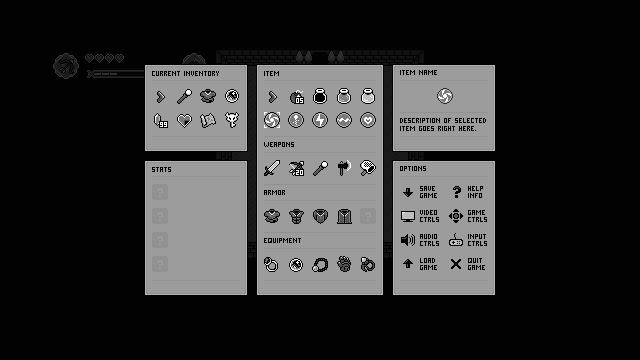 CURRENT INVENTORY
99
STATS
?
?
?
?
ITEM
05
WEAPONS
20
ARMOR
?
EQUIPMENT
ITEM NAME
DESCRIPTION OF SELECTED
ITEM GOES RIGHT HERE.
OPTIONS
SAVE
GAME
? HELP
INFO
VIDEO
CTRLS
GAME
CTRLS
AUDIO
CTRLS
INPUT
CTRLS
LOAD
GAME
QUIT
GAME